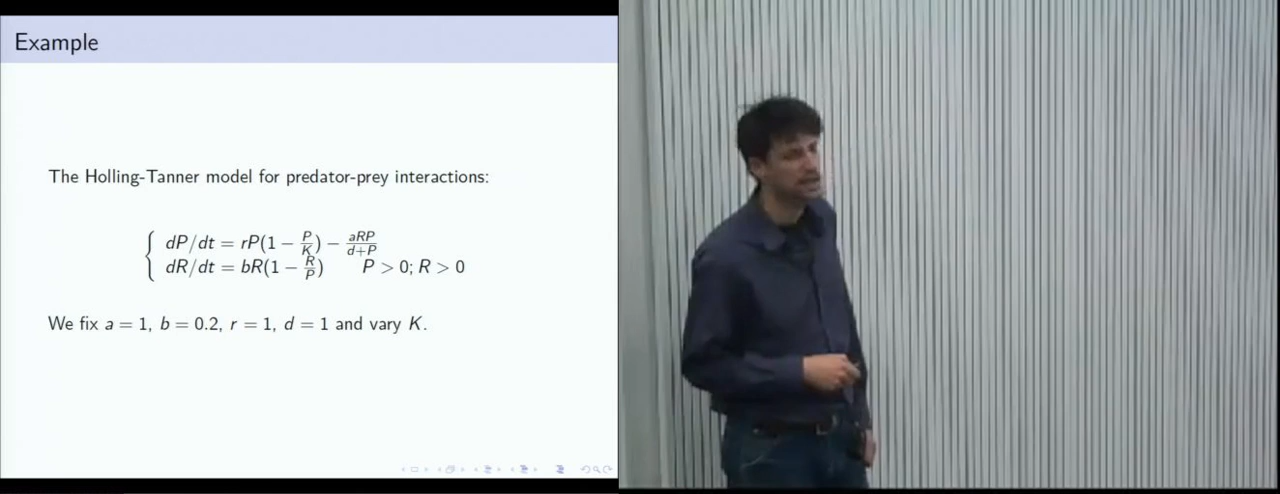 Example
The Holling-Tanner model for predator-prey interactions:
dP/dt = rP(1 − P/K) − aRP/(d+P)
dR/dt = bR(1 − R/P) P > 0; R > 0
We fix a = 1, b = 0.2, r = 1, d = 1 and vary K.